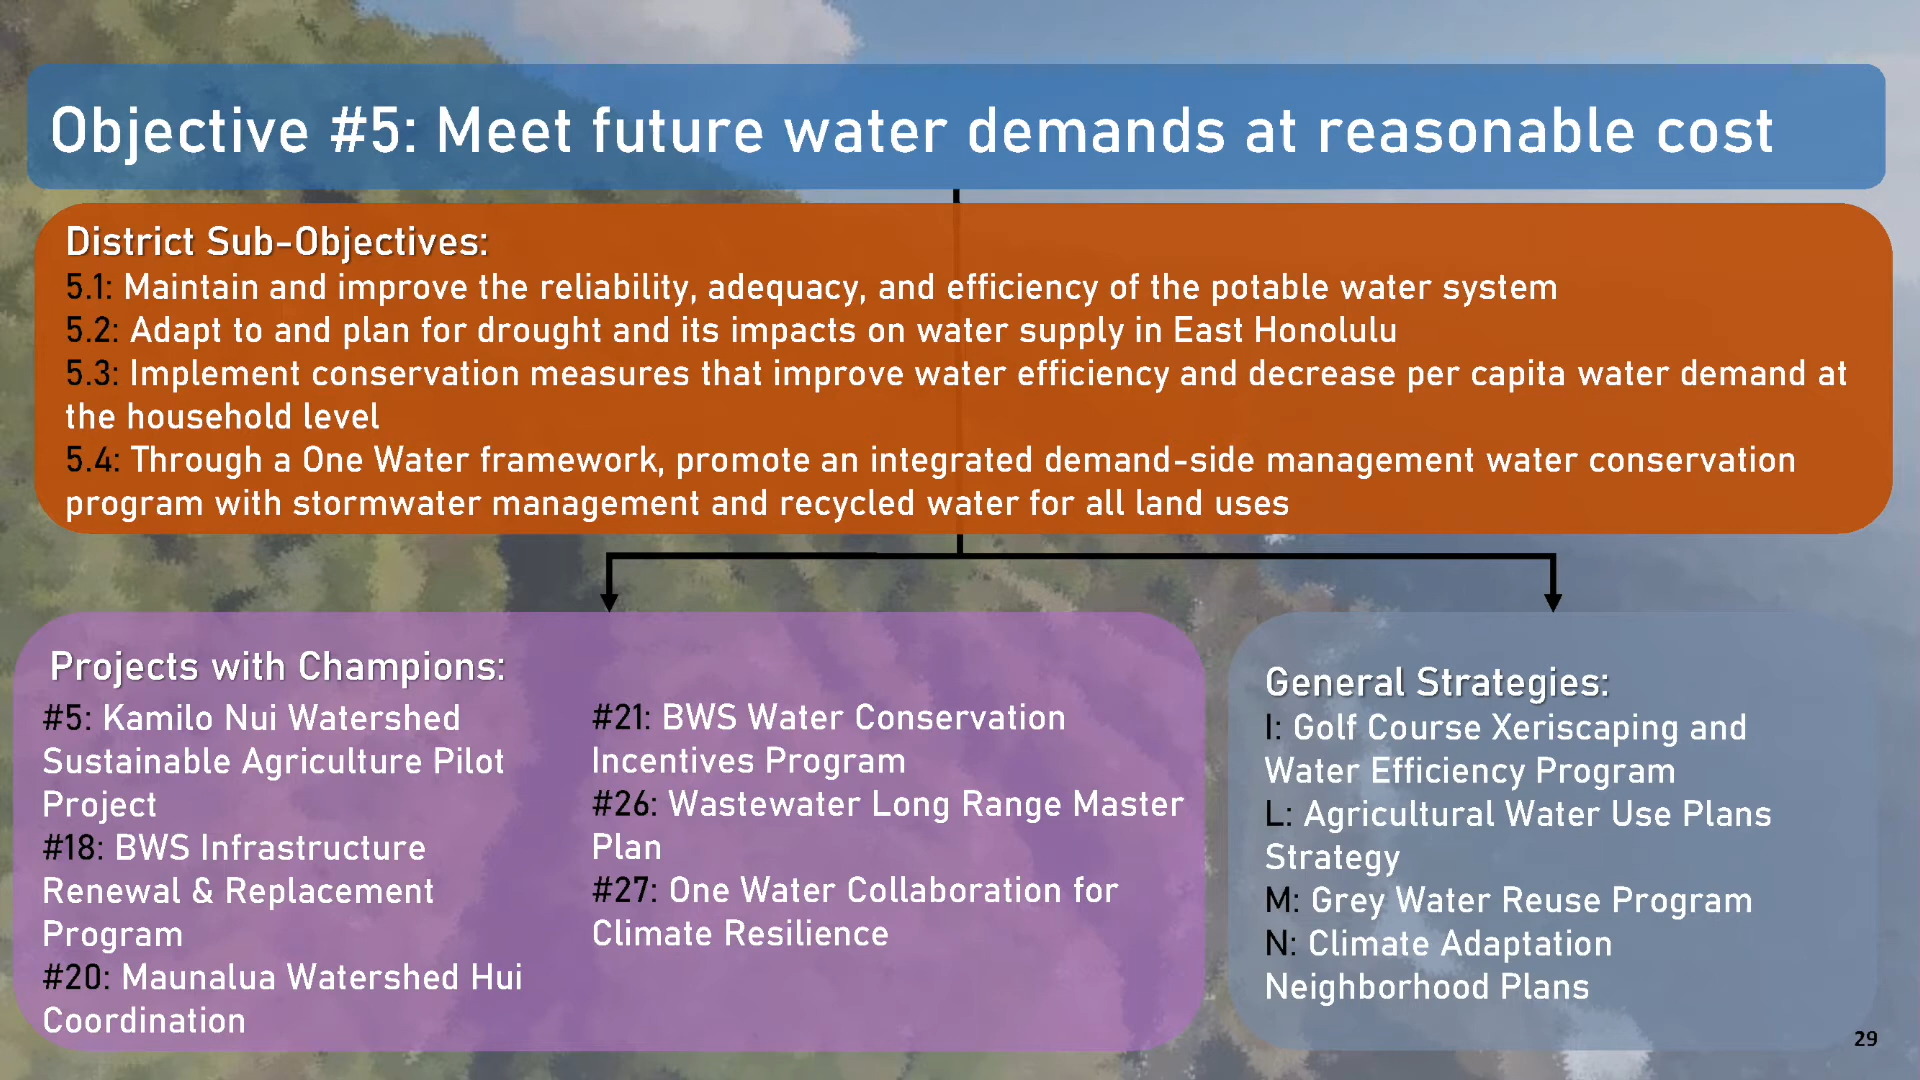 Objective #5: Meet future water demands at reasonable cost
District Sub-Objectives:
5.1: Maintain and improve the reliability, adequacy, and efficiency of the potable water system
5.2: Adapt to and plan for drought and its impacts on water supply in East Honolulu
5.3: Implement conservation measures that improve water efficiency and decrease per capita water demand at
the household level
5.4: Through a One Water framework, promote an integrated demand-side management water conservation
program with stormwater management and recycled water for all land uses
Projects with Champions:
#5: Kamilo Nui Watershed
Sustainable Agriculture Pilot
Project
#18: BWS Infrastructure
Renewal & Replacement
Program
#20: Maunalua Watershed Hui
Coordination
#21: BWS Water Conservation
Incentives Program
#26: Wastewater Long Range Master
Plan
#27: One Water Collaboration for
Climate Resilience
General Strategies:
I: Golf Course Xeriscaping and
Water Efficiency Program
L: Agricultural Water Use Plans
Strategy
M: Grey Water Reuse Program
N: Climate Adaptation
Neighborhood Plans
29